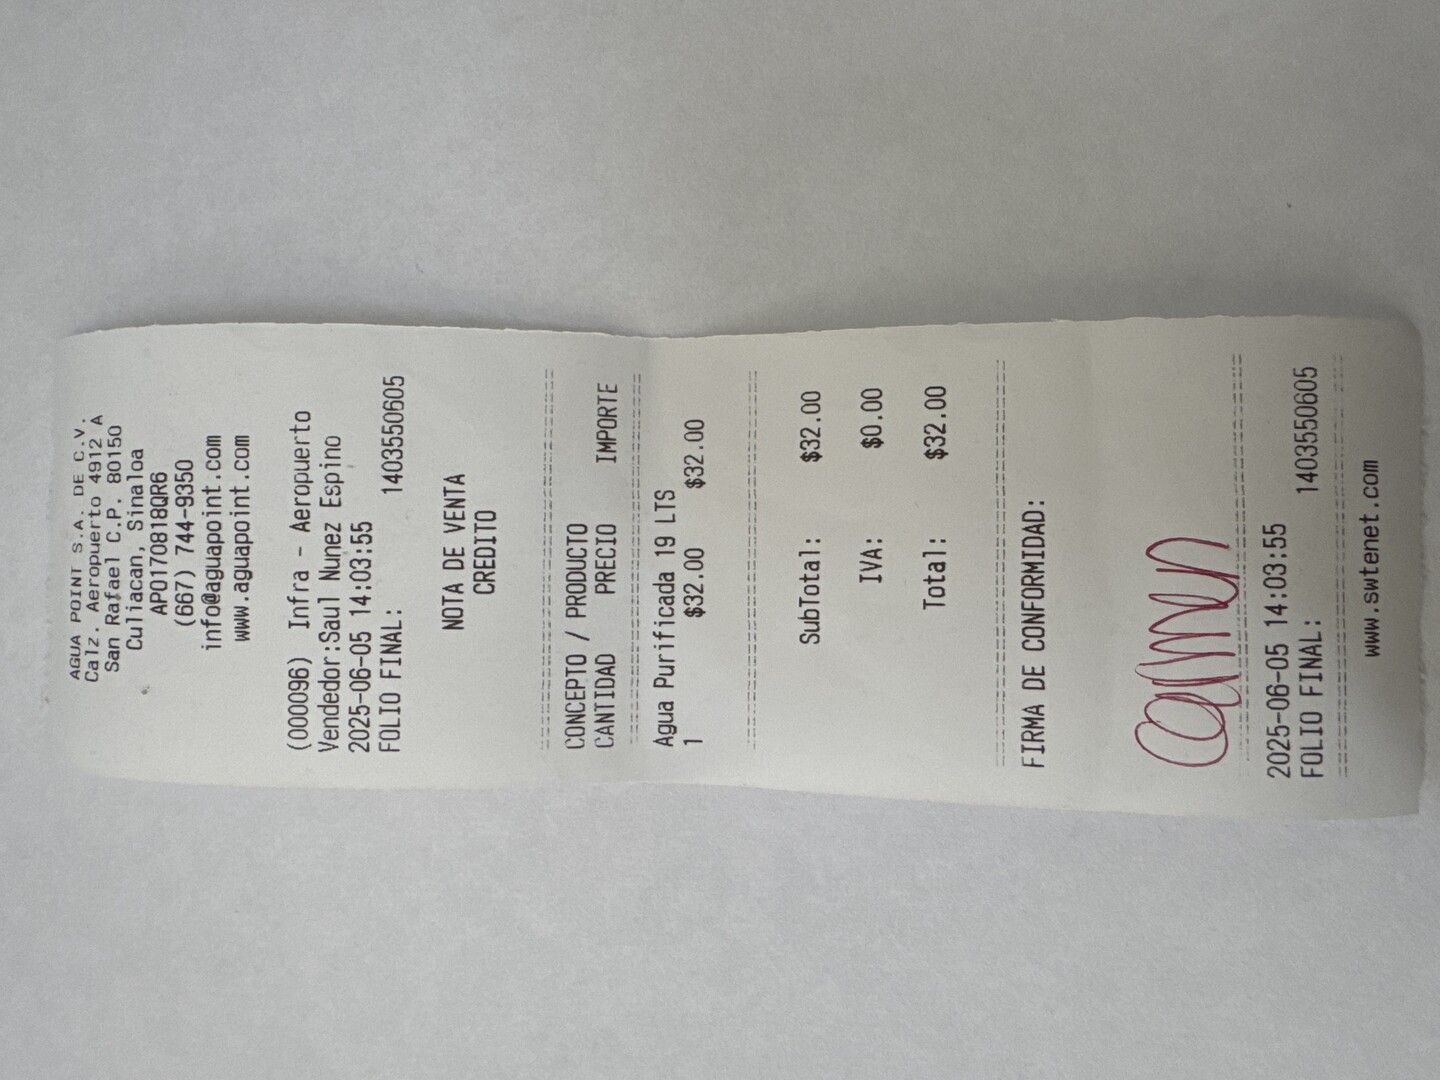 AGUA POINT S.A. DE C.V.
Calz. Aeropuerto 4912 A
San Rafael C.P. 80150
Culiacan, Sinaloa
APO170818QR6
(667) 744-9350
info@aguapoint.com
www.aguapoint.com
(000096) Infra - Aeropuerto
Vendedor:Saul Nunez Espino
2025-06-05 14:03:55
FOLIO FINAL: 1403550605
NOTA DE VENTA
CREDITO
CONCEPTO / PRODUCTO
CANTIDAD PRECIO IMPORTE
Agua Purificada 19 LTS
1 $32.00 $32.00
SubTotal: $32.00
IVA: $0.00
Total: $32.00
FIRMA DE CONFORMIDAD:
Carmen
2025-06-05 14:03:55
FOLIO FINAL: 1403550605
www.swtenet.com